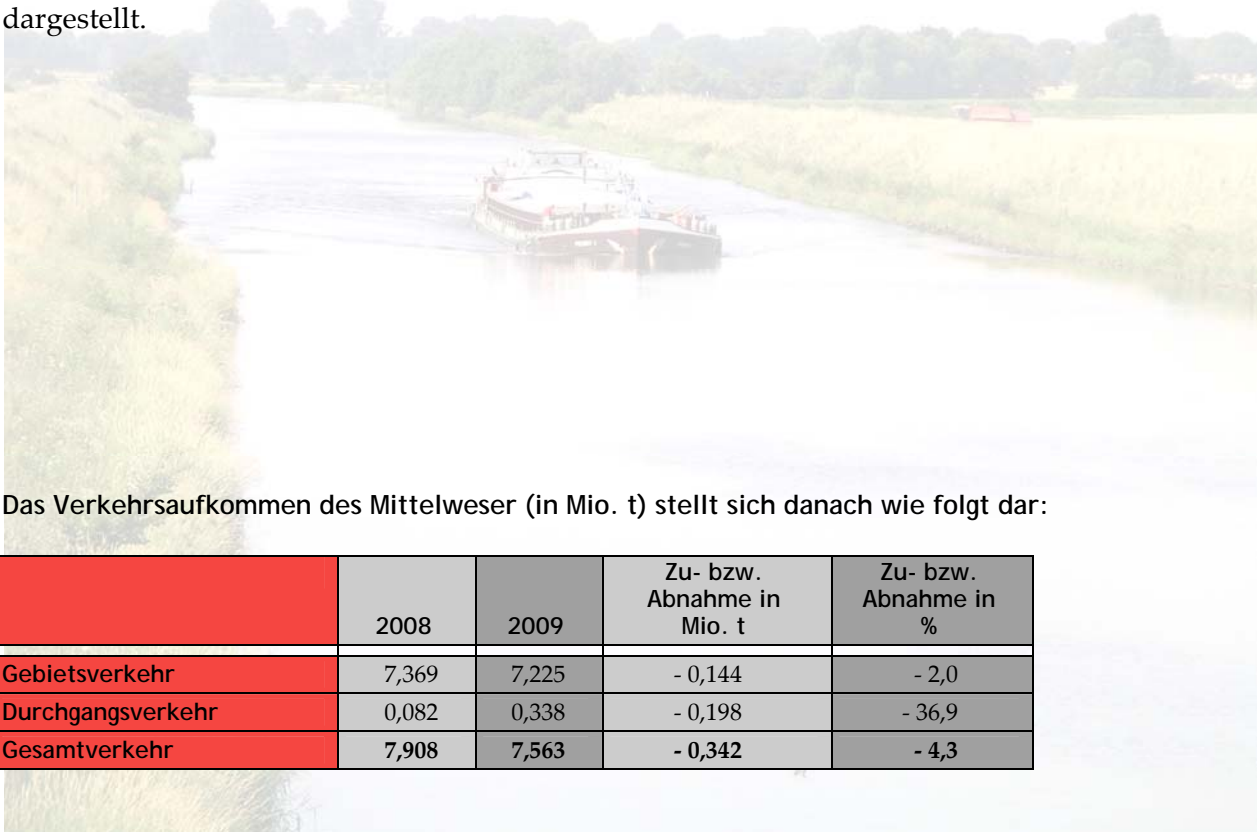 dargestellt.
Das Verkehrsaufkommen des Mittelweser (in Mio. t) stellt sich danach wie folgt dar:
2008 2009 Zu- bzw. Abnahme in Mio. t Zu- bzw. Abnahme in %
Gebietsverkehr 7,369 7,225 - 0,144 - 2,0
Durchgangsverkehr 0,082 0,338 - 0,198 - 36,9
Gesamtverkehr 7,908 7,563 - 0,342 - 4,3